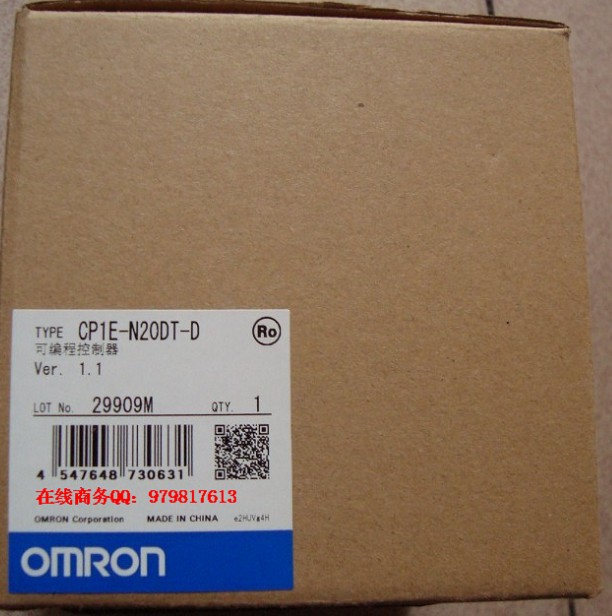 TYPE CP1E-N20DT-D Ro
可编程控制器
Ver. 1.1
LOT No. 29909M QTY. 1
4 547648 730631
在线商务QQ: 979817613
OMRON Corporation MADE IN CHINA e2HUVa4H
OMRON